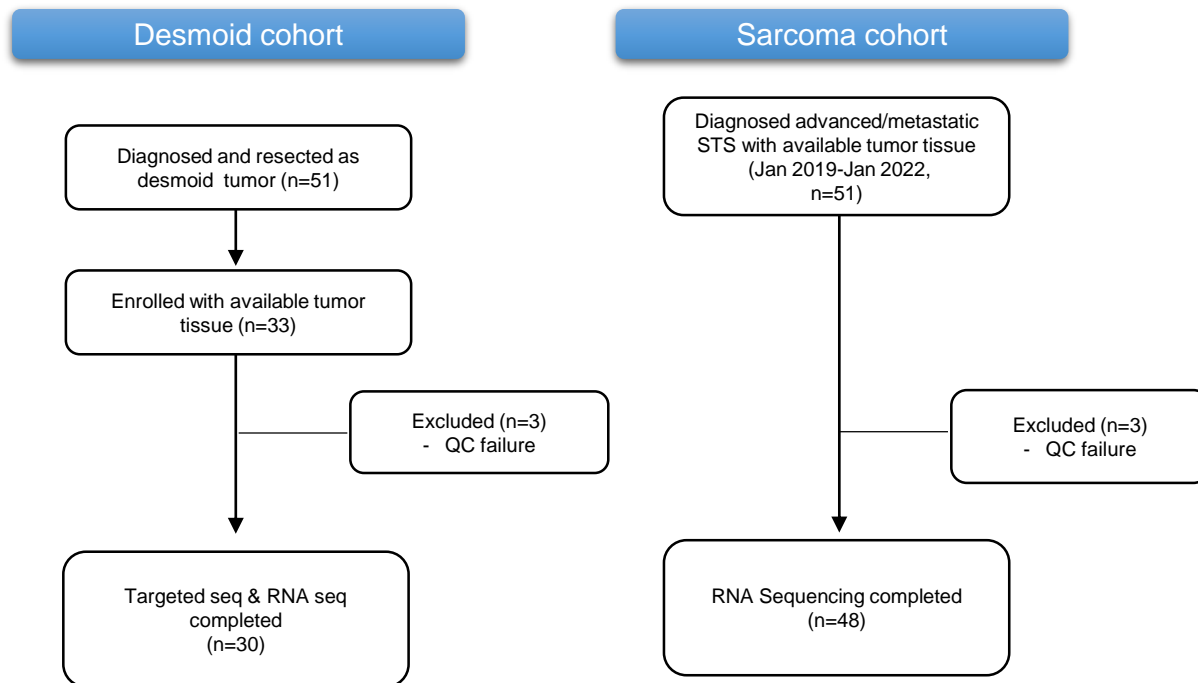 Desmoid cohort
Diagnosed and resected as
desmoid tumor (n=51)
Enrolled with available tumor
tissue (n=33)
Excluded (n=3)
- QC failure
Targeted seq & RNA seq
completed
(n=30)
Sarcoma cohort
Diagnosed advanced/metastatic
STS with available tumor tissue
(Jan 2019-Jan 2022,
n=51)
Excluded (n=3)
- QC failure
RNA Sequencing completed
(n=48)